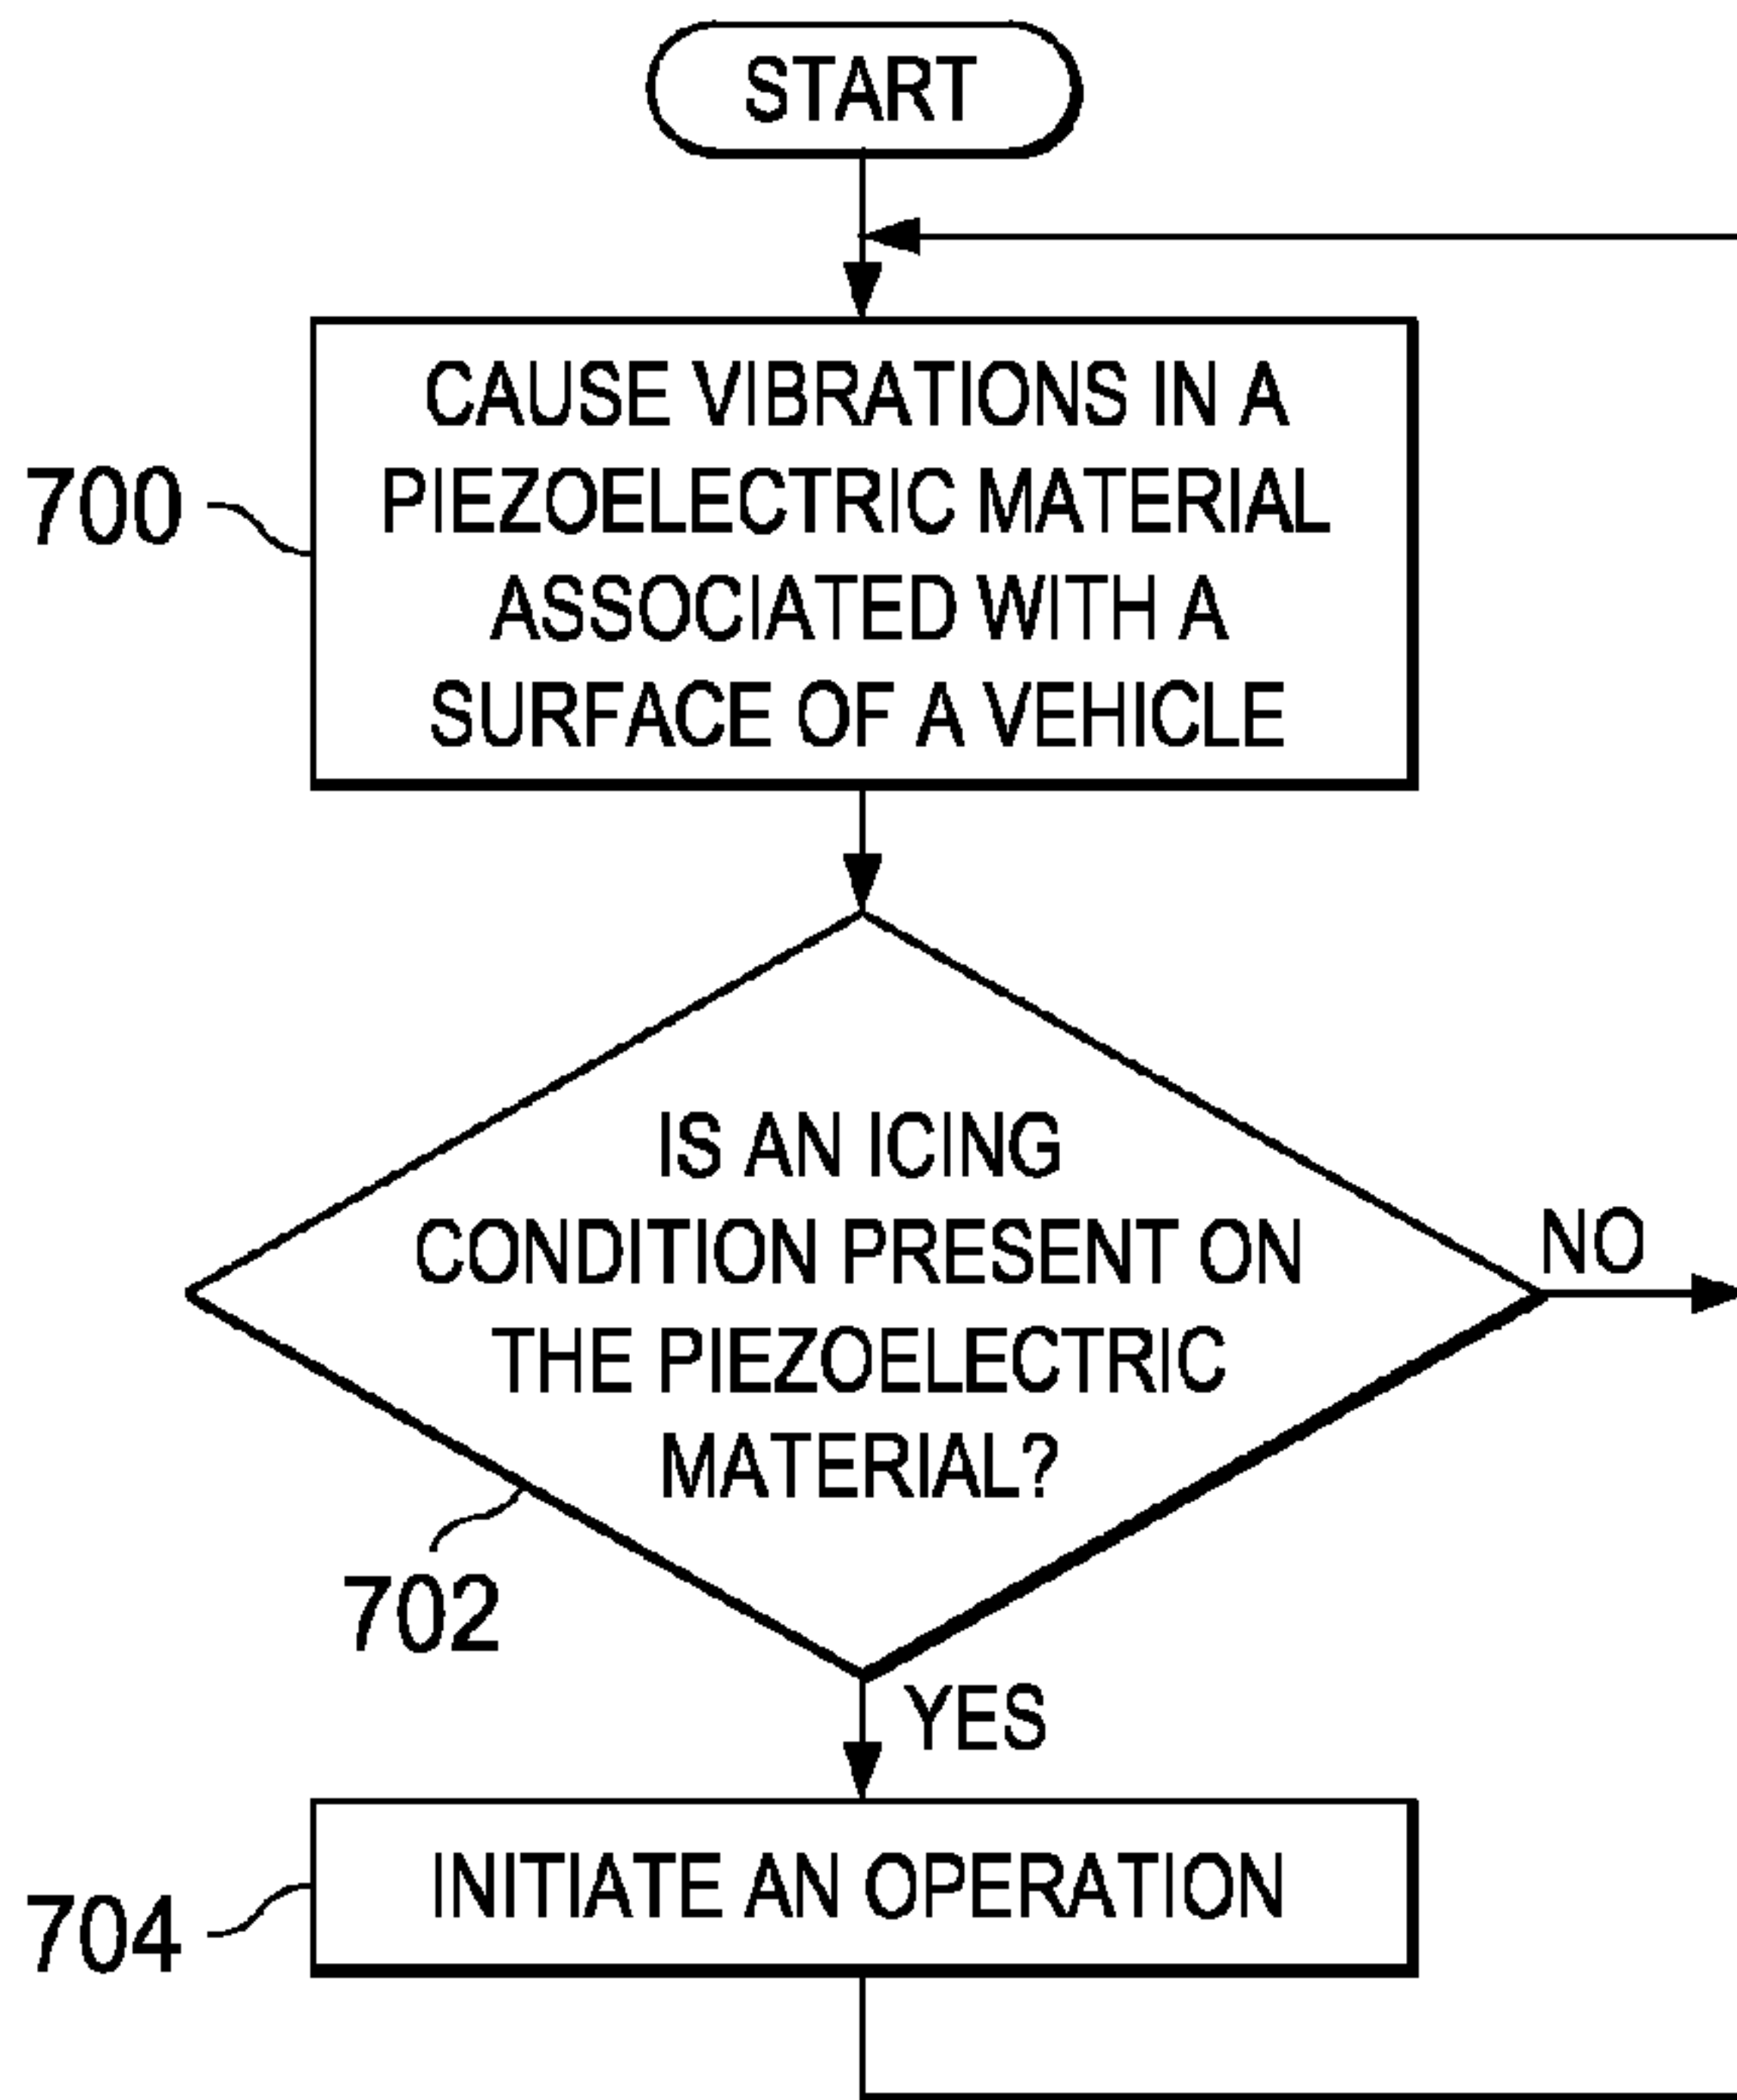 START
CAUSE VIBRATIONS IN A
PIEZOELECTRIC MATERIAL
ASSOCIATED WITH A
SURFACE OF A VEHICLE
700
IS AN ICING
CONDITION PRESENT ON
THE PIEZOELECTRIC
MATERIAL?
NO
702
YES
INITIATE AN OPERATION
704